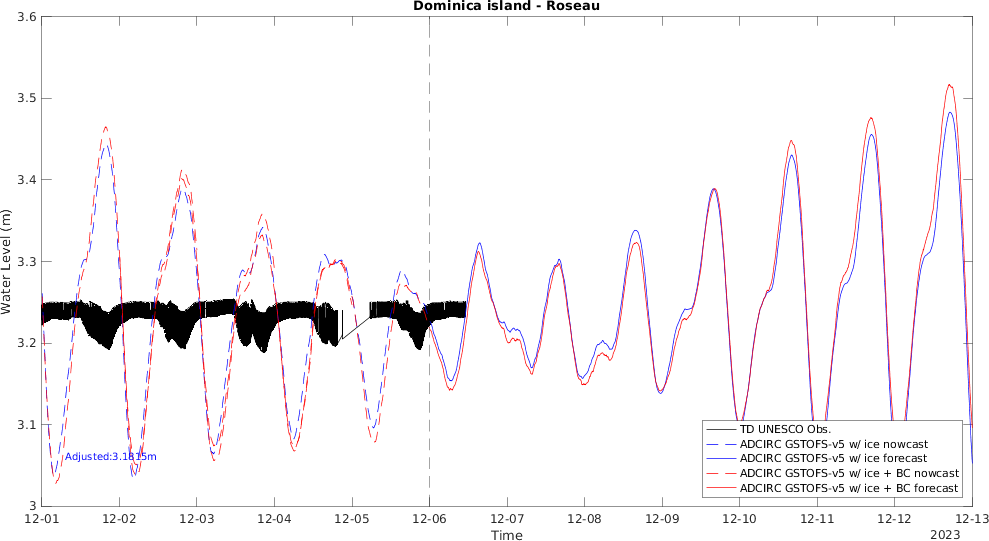 Dominica island - Roseau
3.6
3.5
3.4
3.3
3.2
3.1
3
Water Level (m)
Adjusted:3.1815m
TD UNESCO Obs.
ADCIRC GSTOFS-v5 w/ ice nowcast
ADCIRC GSTOFS-v5 w/ ice forecast
ADCIRC GSTOFS-v5 w/ ice + BC nowcast
ADCIRC GSTOFS-v5 w/ ice + BC forecast
12-01 12-02 12-03 12-04 12-05 12-06 12-07 12-08 12-09 12-10 12-11 12-12 12-13
Time
2023